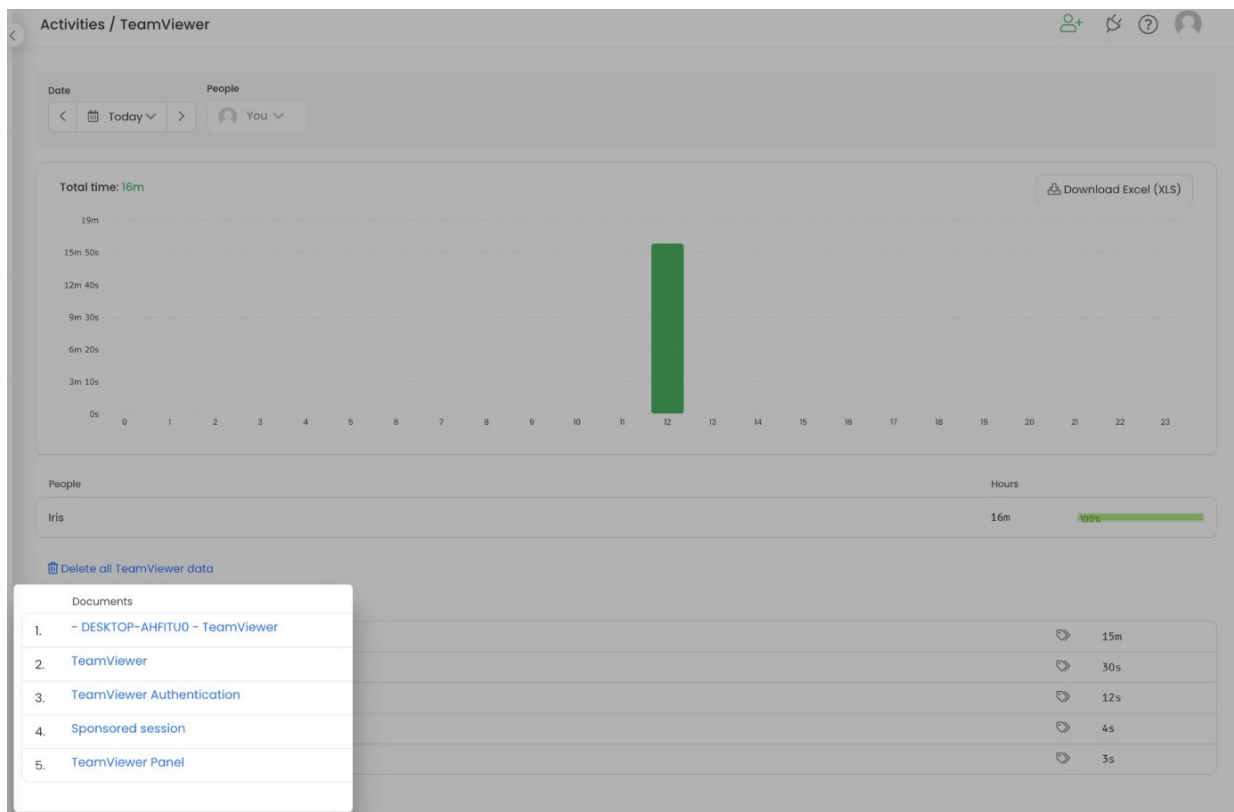 Activities / TeamViewer
Date
People
Today
You
Total time: 16m
Download Excel (XLS)
19m
15m 50s
12m 40s
9m 30s
6m 20s
3m 10s
0s
0 1 2 3 4 5 6 7 8 9 10 11 12 13 14 15 16 17 18 19 20 21 22 23
People Hours
Iris 16m 100%
Delete all TeamViewer data
Documents
1. - DESKTOP-AHFITU0 - TeamViewer 15m
2. TeamViewer 30s
3. TeamViewer Authentication 12s
4. Sponsored session 4s
5. TeamViewer Panel 3s